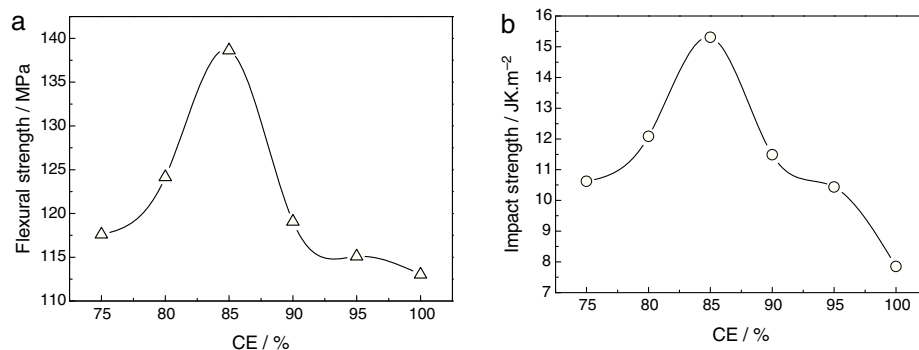 a
Flexural strength / MPa
140
135
130
125
120
115
110
75 80 85 90 95 100
CE / %
b
Impact strength / JK.m–2
16
15
14
13
12
11
10
9
8
7
75 80 85 90 95 100
CE / %